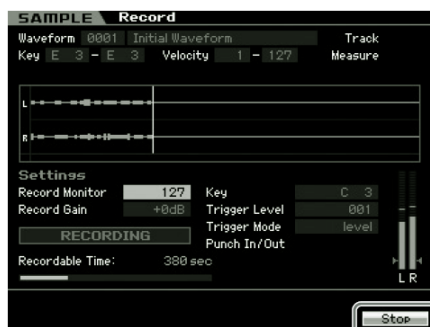 SAMPLE Record
Waveform 0001 Initial Waveform Track
Key E 3 - E 3 Velocity 1 - 127 Measure
L
R
Settings
Record Monitor 127 Key C 3
Record Gain +0dB Trigger Level 001
RECORDING Trigger Mode level
Punch In/Out
Recordable Time: 380 sec
L R
Stop